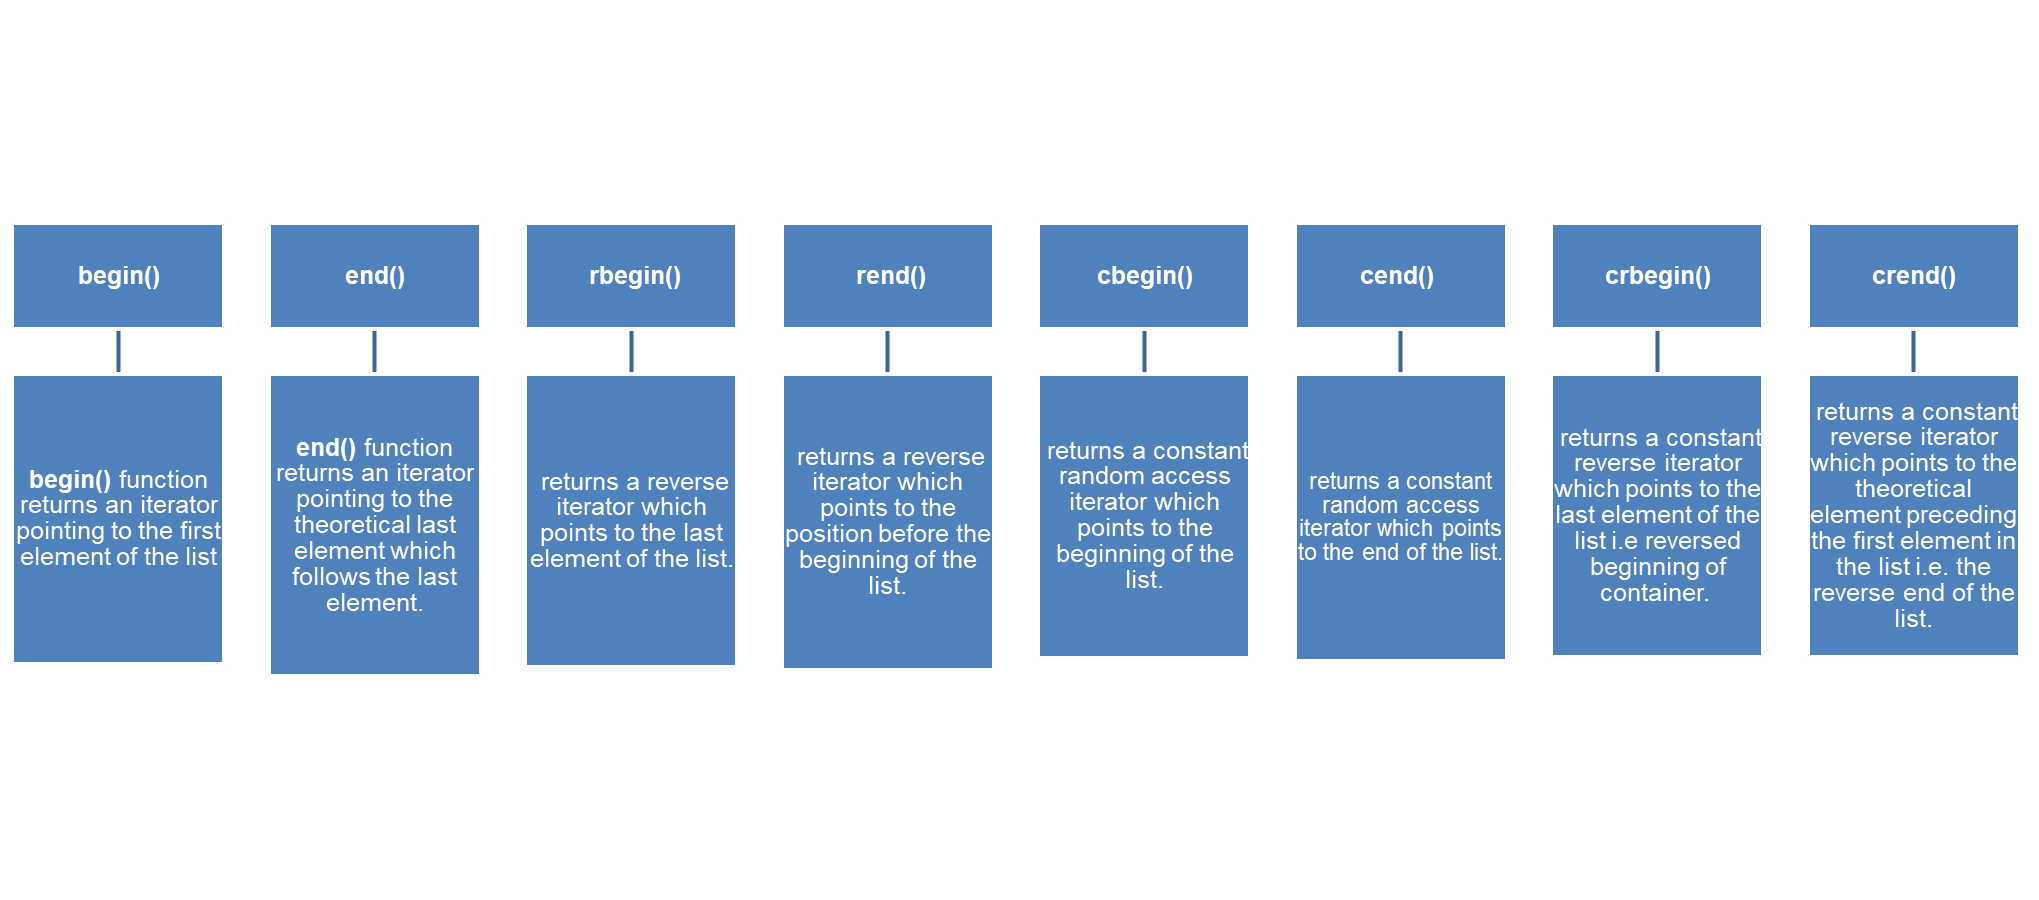 begin()
end()
rbegin()
rend()
cbegin()
cend()
crbegin()
crend()
begin() function
returns an iterator
pointing to the first
element of the list
end() function
returns an iterator
pointing to the
theoretical last
element which
follows the last
element.
returns a reverse
iterator which
points to the last
element of the list.
returns a reverse
iterator which
points to the
position before the
beginning of the
list.
returns a constant
random access
iterator which
points to the
beginning of the
list.
returns a constant
random access
iterator which points
to the end of the list.
returns a constant
reverse iterator
which points to the
last element of the
list i.e reversed
beginning of
container.
returns a constant
reverse iterator
which points to the
theoretical
element preceding
the first element in
the list i.e. the
reverse end of the
list.